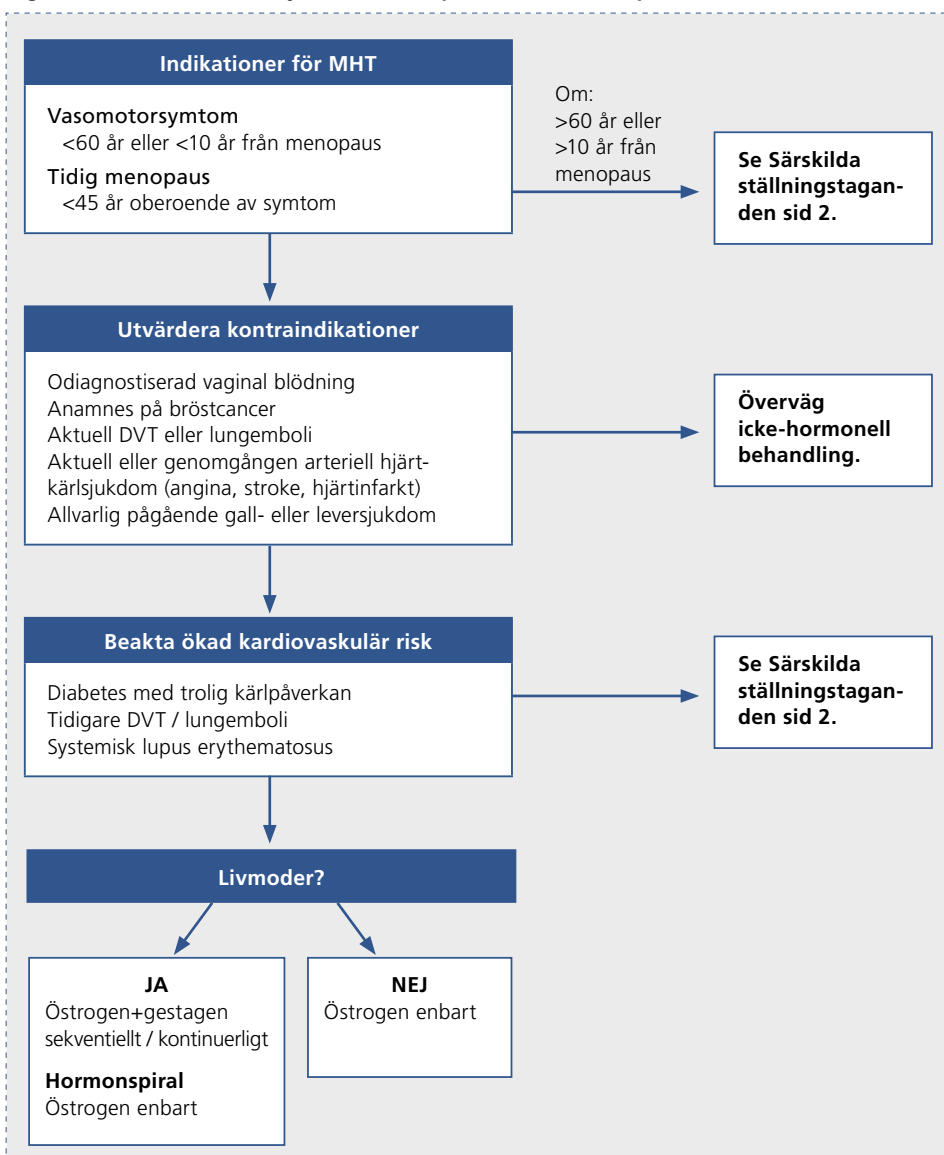 Indikationer för MHT
Vasomotorsymtom
<60 år eller <10 år från menopaus
Tidig menopaus
<45 år oberoende av symtom
Om:
>60 år eller
>10 år från
menopaus
Se Särskilda
ställningstagan-
den sid 2.
Utvärdera kontraindikationer
Odiagnostiserad vaginal blödning
Anamnes på bröstcancer
Aktuell DVT eller lungemboli
Aktuell eller genomgången arteriell hjärt-
kärlsjukdom (angina, stroke, hjärtinfarkt)
Allvarlig pågående gall- eller leversjukdom
Överväg
icke-hormonell
behandling.
Beakta ökad kardiovaskulär risk
Diabetes med trolig kärlpåverkan
Tidigare DVT / lungemboli
Systemisk lupus erythematosus
Se Särskilda
ställningstagan-
den sid 2.
Livmoder?
JA
Östrogen+gestagen
sekventiellt / kontinuerligt
Hormonspiral
Östrogen enbart
NEJ
Östrogen enbart